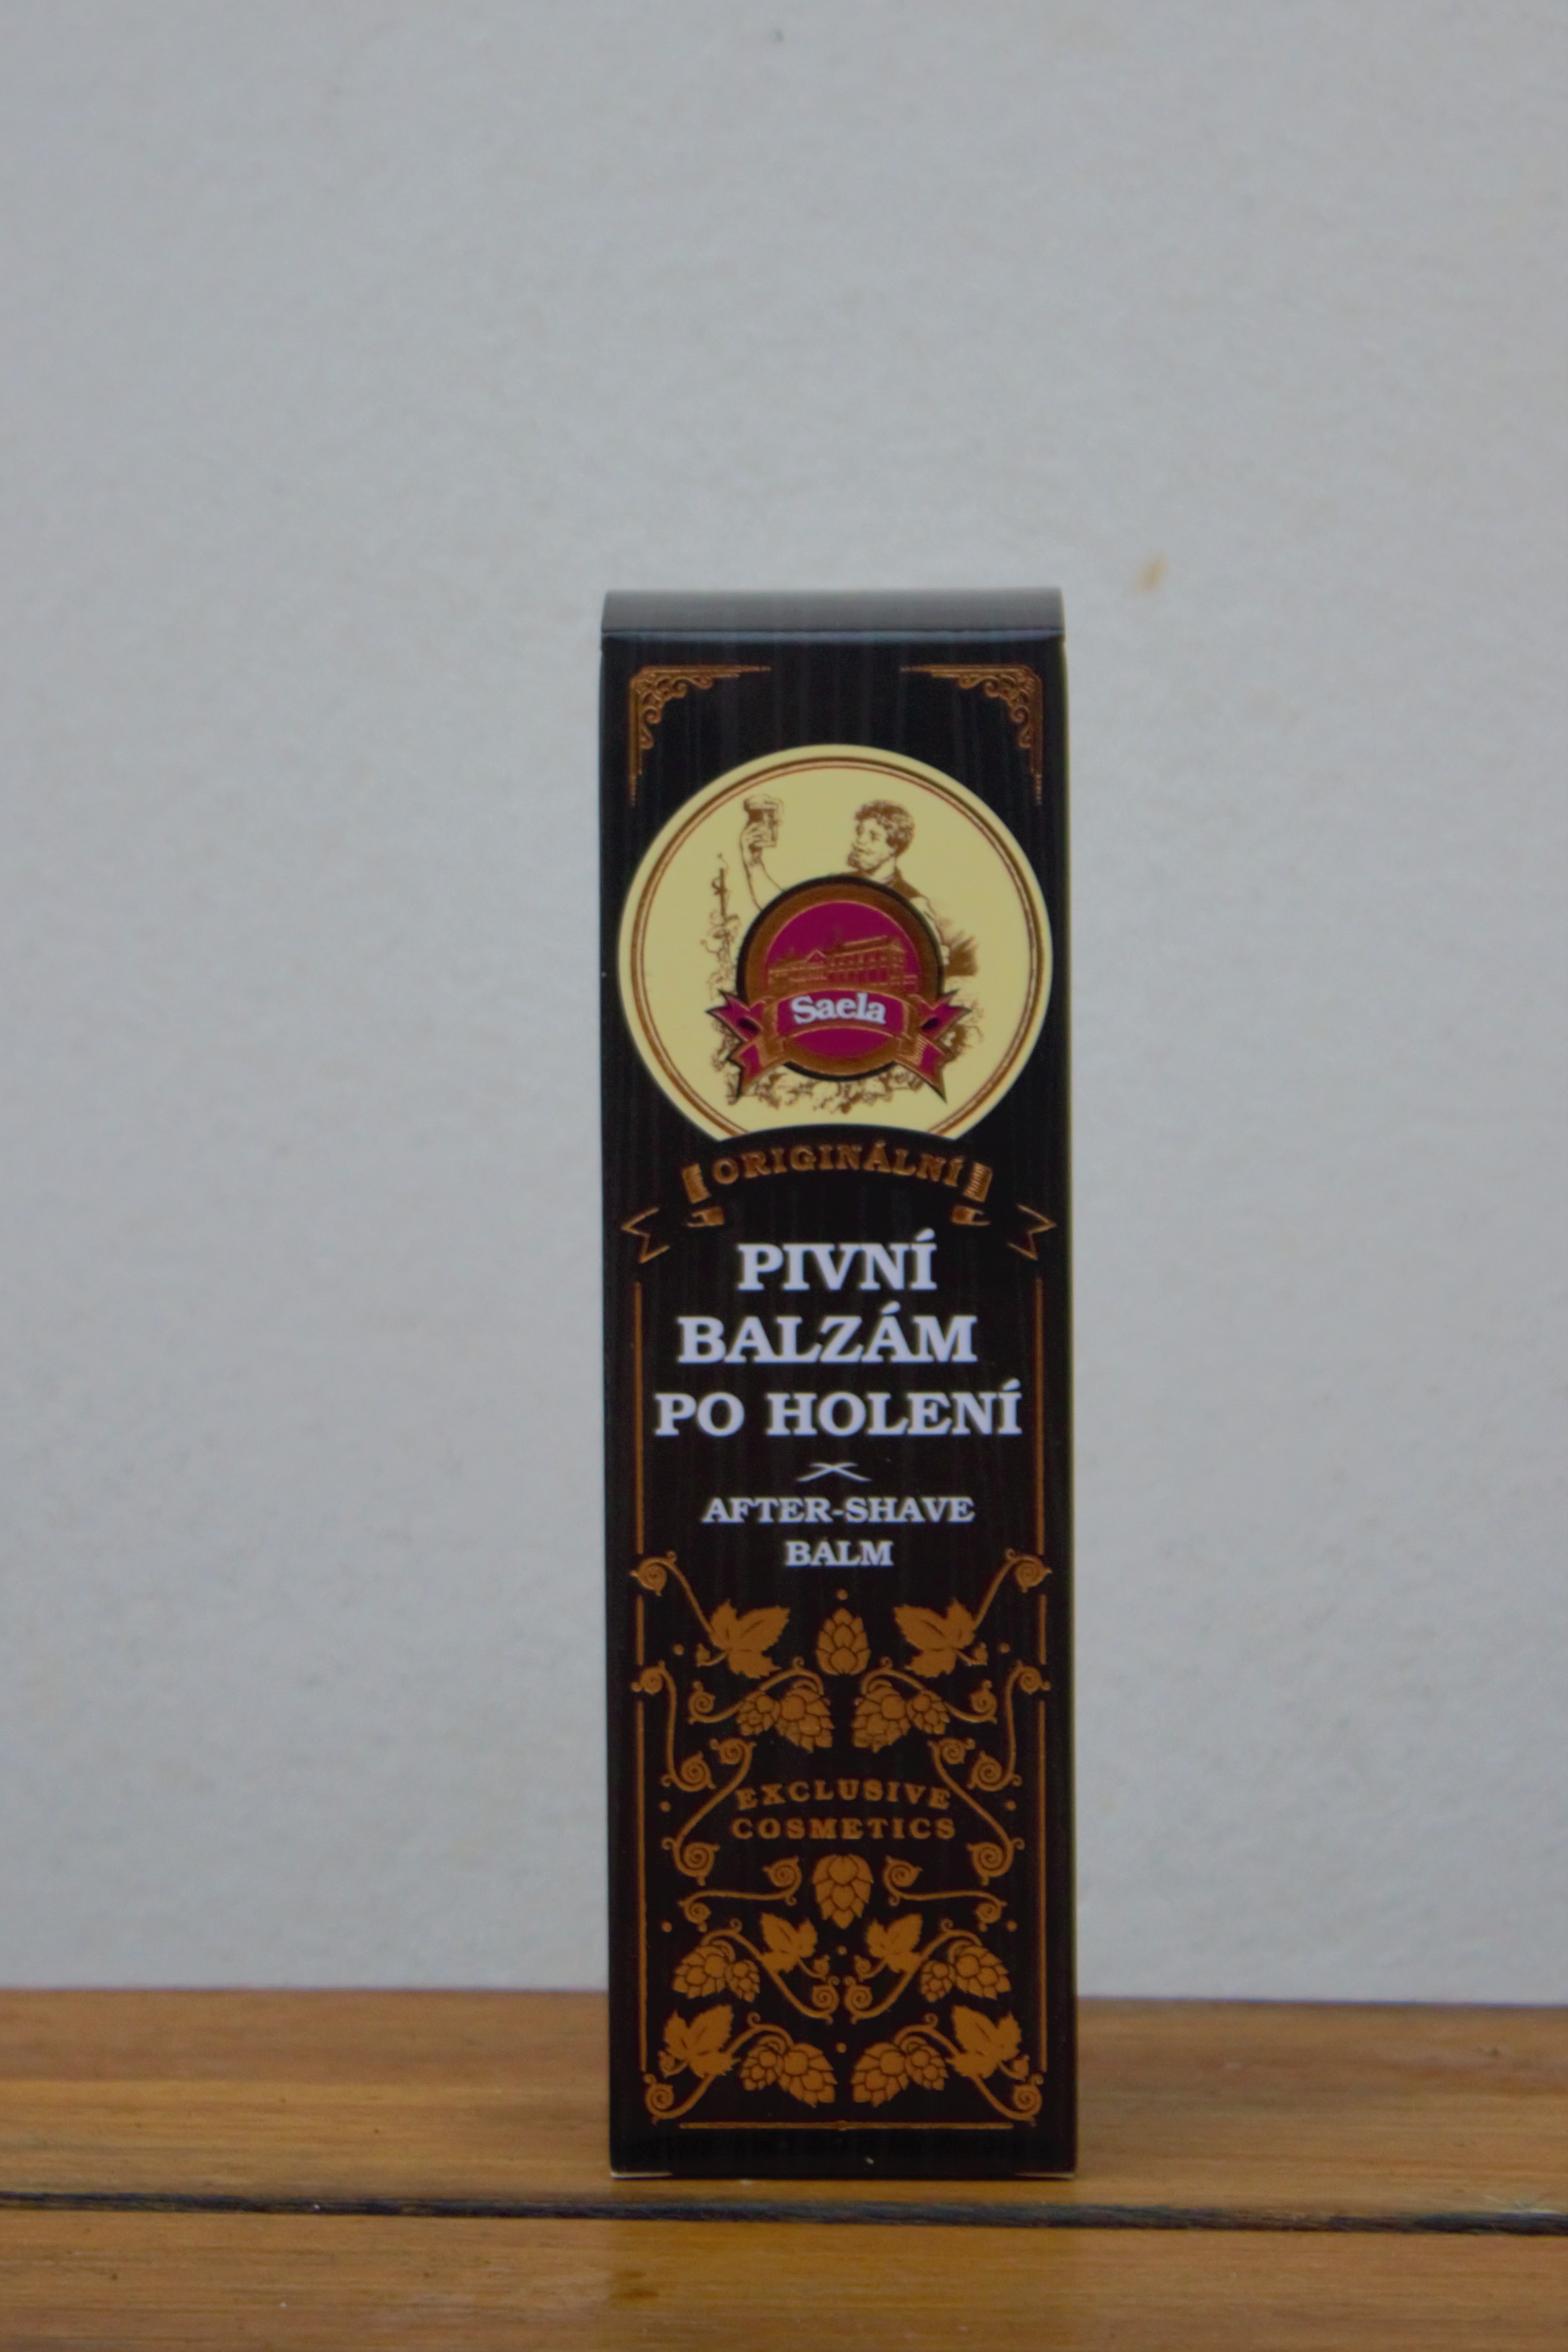 Saela
ORIGINÁLNÍ
PIVNÍ
BALZÁM
PO HOLENÍ
AFTER-SHAVE
BALM
EXCLUSIVE
COSMETICS